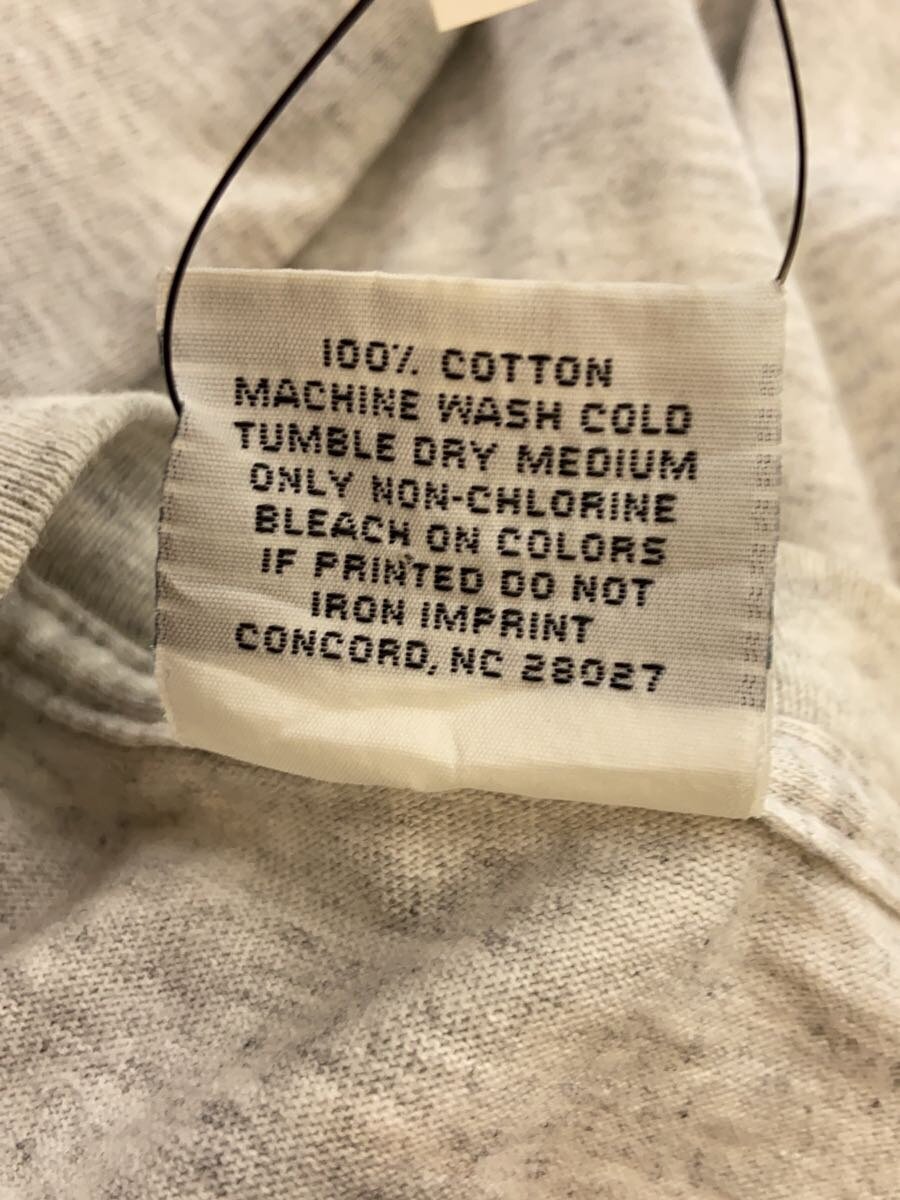 100% COTTON
MACHINE WASH COLD
TUMBLE DRY MEDIUM
ONLY NON-CHLORINE
BLEACH ON COLORS
IF PRINTED DO NOT
IRON IMPRINT
CONCORD, NC 28027